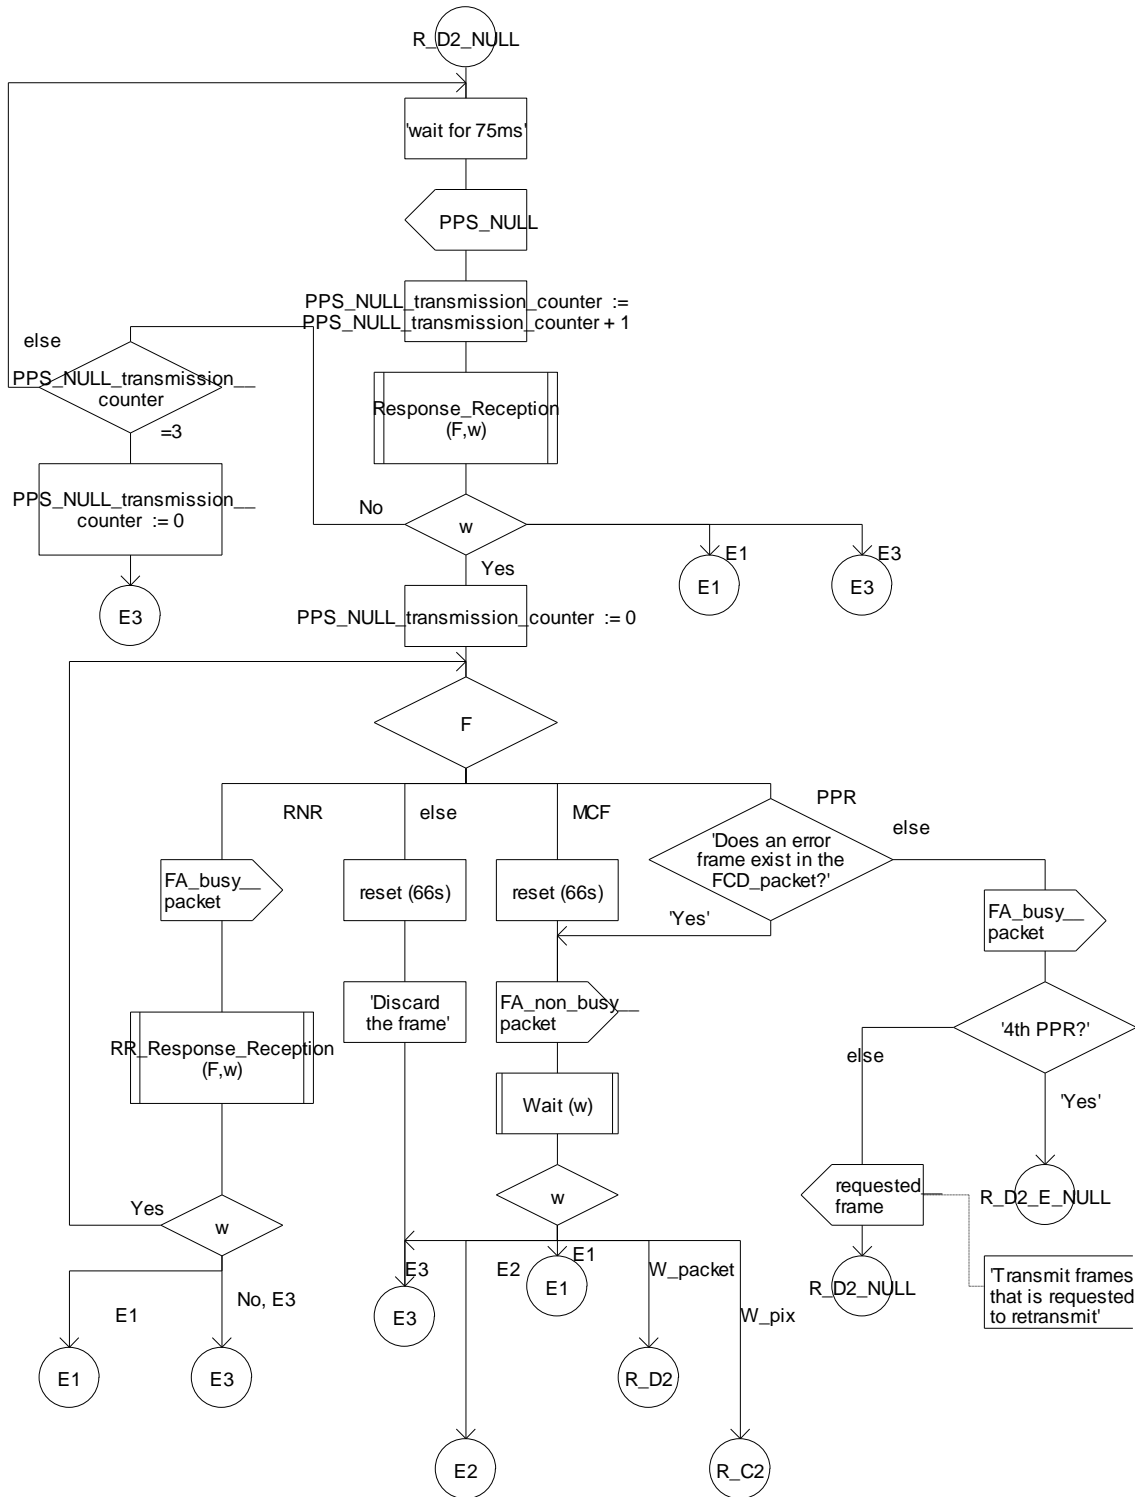 R_D2_NULL
'wait for 75ms'
PPS_NULL
PPS_NULL_transmission_counter :=
PPS_NULL_transmission_counter + 1
else
PPS_NULL_transmission__
counter
=3
Response_Reception
(F,w)
PPS_NULL_transmission__
counter := 0
No
w
Yes
E1
E3
E1
E3
E3
PPS_NULL_transmission_counter := 0
F
RNR
else
MCF
PPR
else
'Does an error
frame exist in the
FCD_packet?'
'Yes'
FA_busy__
packet
reset (66s)
reset (66s)
FA_busy__
packet
'Discard
the frame'
FA_non_busy__
packet
'4th PPR?'
else
'Yes'
RR_Response_Reception
(F,w)
Wait (w)
requested__
frame
R_D2_E_NULL
Yes
w
w
E3
E2
E1
W_packet
W_pix
E1
No, E3
E3
E1
R_D2_NULL
'Transmit frames
that is requested
to retransmit'
E1
E3
R_D2
E2
R_C2